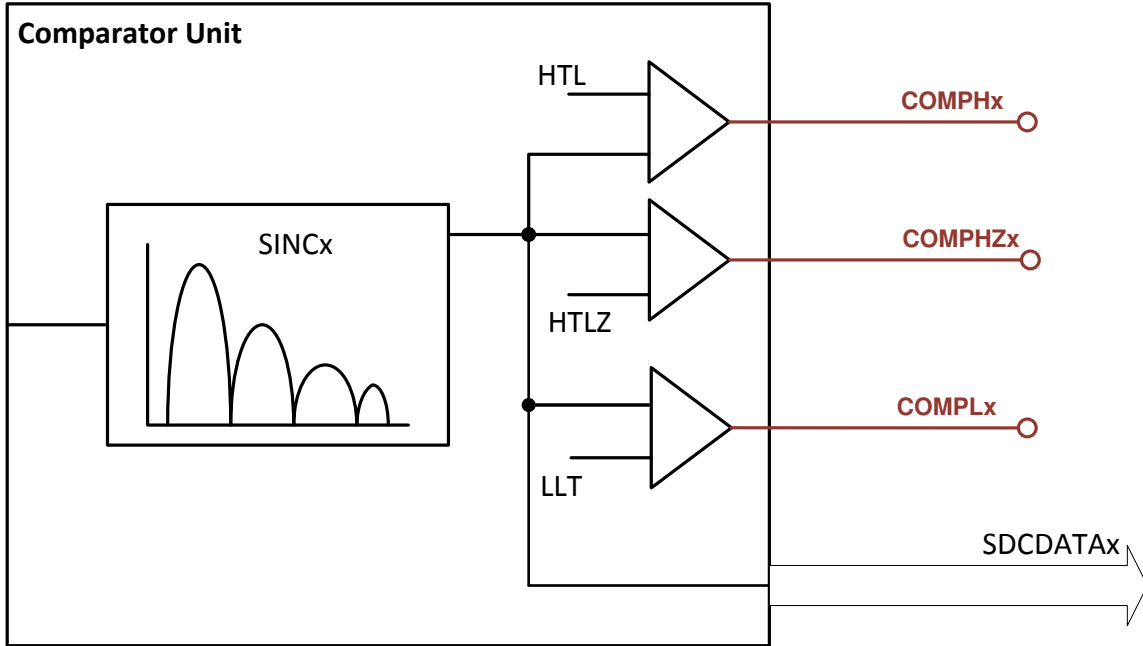 Comparator Unit
HTL
COMPHx
SINCx
COMPHZx
HTLZ
COMPLx
LLT
SDCDATAx